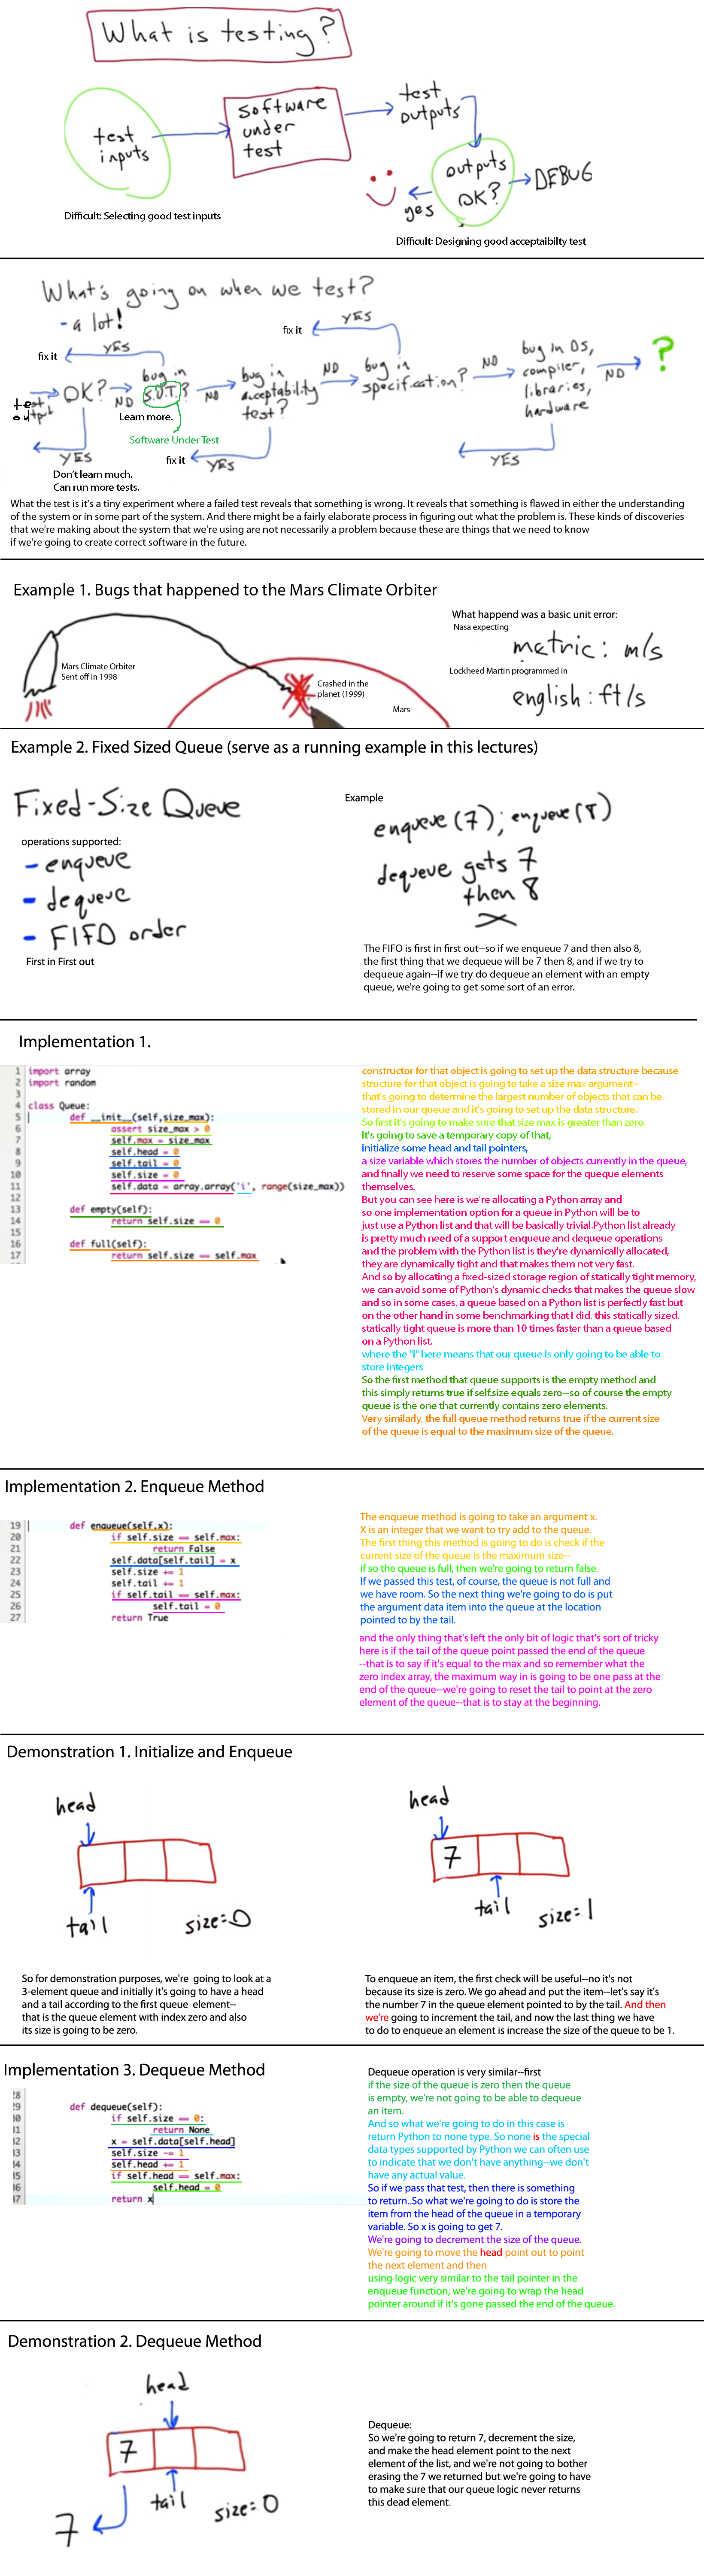 What is testing?
test
inputs
software
under
test
test
outputs
outputs
OK?
DEBUG
yes
Difficult: Selecting good test inputs
Difficult: Designing good acceptaibilty test
What's going on when we test?
- a lot!
YES
fix it
YES
fix it
test
OK?
NO
bug in
S.U.T?
NO
bug in
acceptability
test?
NO
bug in
specification?
NO
bug in OS,
compiler,
libraries,
hardware
NO
?
Learn more.
Software Under Test
YES
fix it
YES
YES
Don't learn much.
Can run more tests.
What the test is it's a tiny experiment where a failed test reveals that something is wrong. It reveals that something is flawed in either the understanding
of the system or in some part of the system. And there might be a fairly elaborate process in figuring out what the problem is. These kinds of discoveries
that we're making about the system that we're using are not necessarily a problem because these are things that we need to know
if we're going to create correct software in the future.
Example 1. Bugs that happened to the Mars Climate Orbiter
Mars Climate Orbiter
Sent off in 1998
Crashed in the
planet (1999)
Mars
What happend was a basic unit error:
Nasa expecting
metric: m/s
Lockheed Martin programmed in
english: ft/s
Example 2. Fixed Sized Queue (serve as a running example in this lectures)
Fixed-Size Queue
operations supported:
- enqueue
- dequeue
- FIFO order
First in First out
Example
enqueue(7); enqueue(8)
dequeue gets 7
then 8
The FIFO is first in first out--so if we enqueue 7 and then also 8,
the first thing that we dequeue will be 7 then 8, and if we try to
dequeue again--if we try do dequeue an element with an empty
queue, we're going to get some sort of an error.
Implementation 1.
1 import array
2 import random
3
4 class Queue:
5 def __init__(self,size_max):
6 assert size_max > 0
7 self.max = size_max
8 self.head = 0
9 self.tail = 0
10 self.size = 0
11 self.data = array.array('i', range(size_max))
12
13 def empty(self):
14 return self.size == 0
15
16 def full(self):
17 return self.size == self.max
constructor for that object is going to set up the data structure because
structure for that object is going to take a size max argument--
that's going to determine the largest number of objects that can be
stored in our queue and it's going to set up the data structure.
So first it's going to make sure that size max is greater than zero.
It's going to save a temporary copy of that,
initialize some head and tail pointers,
a size variable which stores the number of objects currently in the queue,
and finally we need to reserve some space for the queque elements
themselves.
But you can see here is we're allocating a Python array and
so one implementation option for a queue in Python will be to
just use a Python list and that will be basically trivial.Python list already
is pretty much need of a support enqueue and dequeue operations
and the problem with the Python list is they're dynamically allocated,
they are dynamically tight and that makes them not very fast.
And so by allocating a fixed-sized storage region of statically tight memory,
we can avoid some of Python's dynamic checks that makes the queue slow
and so in some cases, a queue based on a Python list is perfectly fast but
on the other hand in some benchmarking that I did, this statically sized,
statically tight queue is more than 10 times faster than a queue based
on a Python list.
where the "i" here means that our queue is only going to be able to
store integers
So the first method that queue supports is the empty method and
this simply returns true if self.size equals zero--so of course the empty
queue is the one that currently contains zero elements.
Very similarly, the full queue method returns true if the current size
of the queue is equal to the maximum size of the queue.
Implementation 2. Enqueue Method
19 def enqueue(self,x):
20 if self.size == self.max:
21 return False
22 self.data[self.tail] = x
23 self.size += 1
24 self.tail += 1
25 if self.tail == self.max:
26 self.tail = 0
27 return True
The enqueue method is going to take an argument x.
X is an integer that we want to try add to the queue.
The first thing this method is going to do is check if the
current size of the queue is the maximum size--
if so the queue is full, then we're going to return false.
If we passed this test, of course, the queue is not full and
we have room. So the next thing we're going to do is put
the argument data item into the queue at the location
pointed to by the tail.
and the only thing that's left the only bit of logic that's sort of tricky
here is if the tail of the queue point passed the end of the queue
--that is to say if it's equal to the max and so remember what the
zero index array, the maximum way in is going to be one pass at the
end of the queue--we're going to reset the tail to point at the zero
element of the queue--that is to stay at the beginning.
Demonstration 1. Initialize and Enqueue
head
tail
size=0
head
7
tail
size=1
So for demonstration purposes, we're going to look at a
3-element queue and initially it's going to have a head
and a tail according to the first queue element--
that is the queue element with index zero and also
its size is going to be zero.
To enqueue an item, the first check will be useful--no it's not
because its size is zero. We go ahead and put the item--let's say it's
the number 7 in the queue element pointed to by the tail. And then
we're going to increment the tail, and now the last thing we have
to do to enqueue an element is increase the size of the queue to be 1.
Implementation 3. Dequeue Method
28
29 def dequeue(self):
30 if self.size == 0:
31 return None
32 x = self.data[self.head]
33 self.size -= 1
34 self.head += 1
35 if self.head == self.max:
36 self.head = 0
37 return x
Dequeue operation is very similar--first
if the size of the queue is zero then the queue
is empty, we're not going to be able to dequeue
an item.
And so what we're going to do in this case is
return Python to none type. So none is the special
data types supported by Python we can often use
to indicate that we don't have anything--we don't
have any actual value.
So if we pass that test, then there is something
to return..So what we're going to do is store the
item from the head of the queue in a temporary
variable. So x is going to get 7.
We're going to decrement the size of the queue.
We're going to move the head point out to point
the next element and then
using logic very similar to the tail pointer in the
enqueue function, we're going to wrap the head
pointer around if it's gone passed the end of the queue.
Demonstration 2. Dequeue Method
head
7
tail
size=0
7
Dequeue:
So we're going to return 7, decrement the size,
and make the head element point to the next
element of the list, and we're not going to bother
erasing the 7 we returned but we're going to have
to make sure that our queue logic never returns
this dead element.